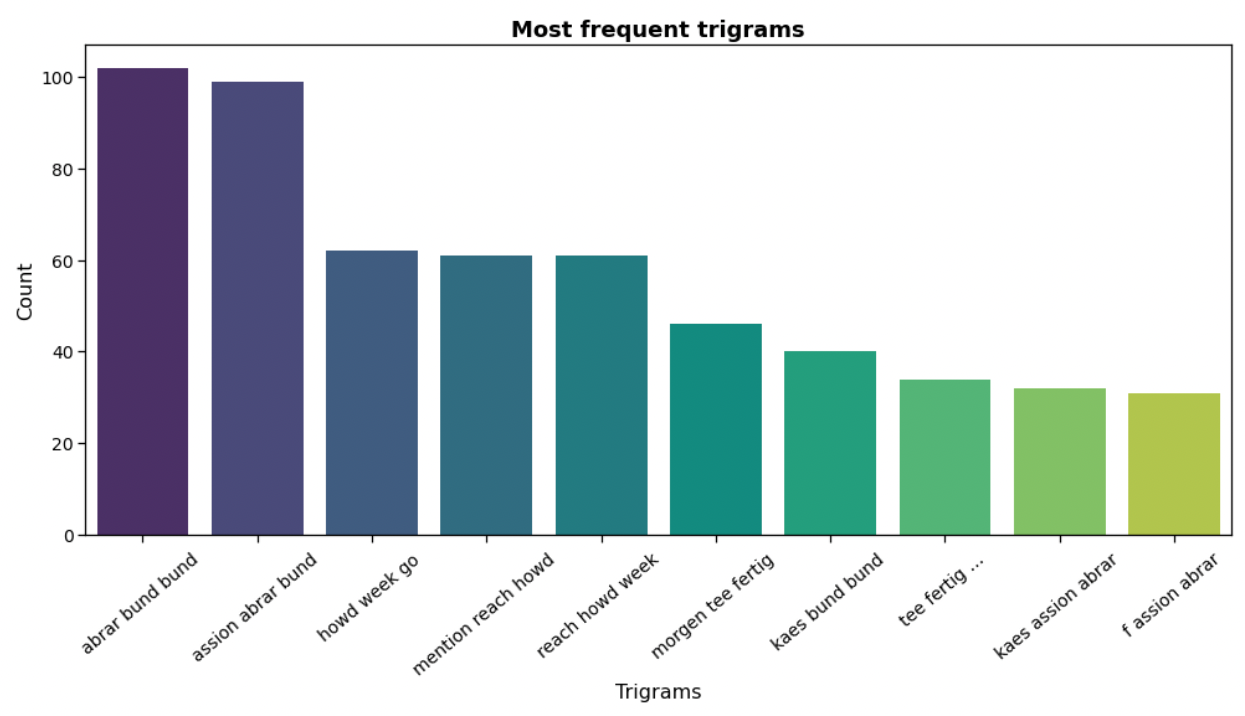 Most frequent trigrams
Count
100
80
60
40
20
0
abrar bund bund
assion abrar bund
howd week go
mention reach howd
reach howd week
morgen tee fertig
kaes bund bund
tee fertig ...
kaes assion abrar
f assion abrar
Trigrams